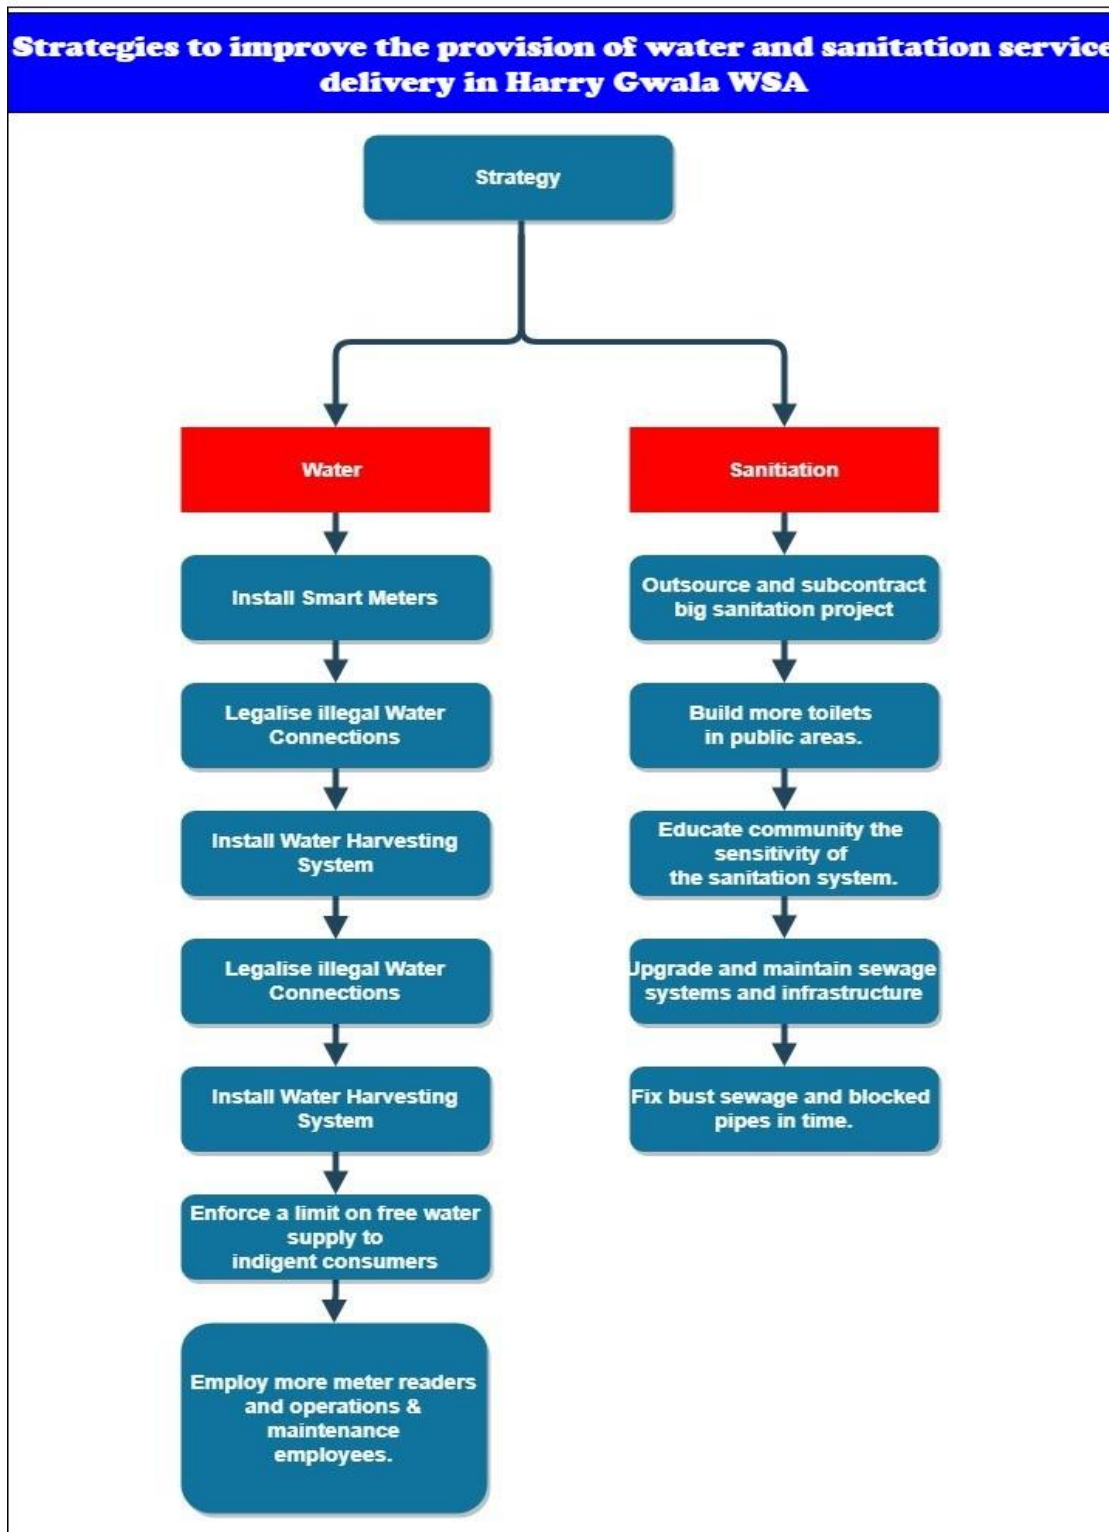 Strategies to improve the provision of water and sanitation service
delivery in Harry Gwala WSA
Strategy
Water
Install Smart Meters
Legalise illegal Water
Connections
Install Water Harvesting
System
Legalise illegal Water
Connections
Install Water Harvesting
System
Enforce a limit on free water
supply to
indigent consumers
Employ more meter readers
and operations &
maintenance
employees.
Sanitiation
Outsource and subcontract
big sanitation project
Build more toilets
in public areas.
Educate community the
sensitivity of
the sanitation system.
Upgrade and maintain sewage
systems and infrastructure
Fix bust sewage and blocked
pipes in time.